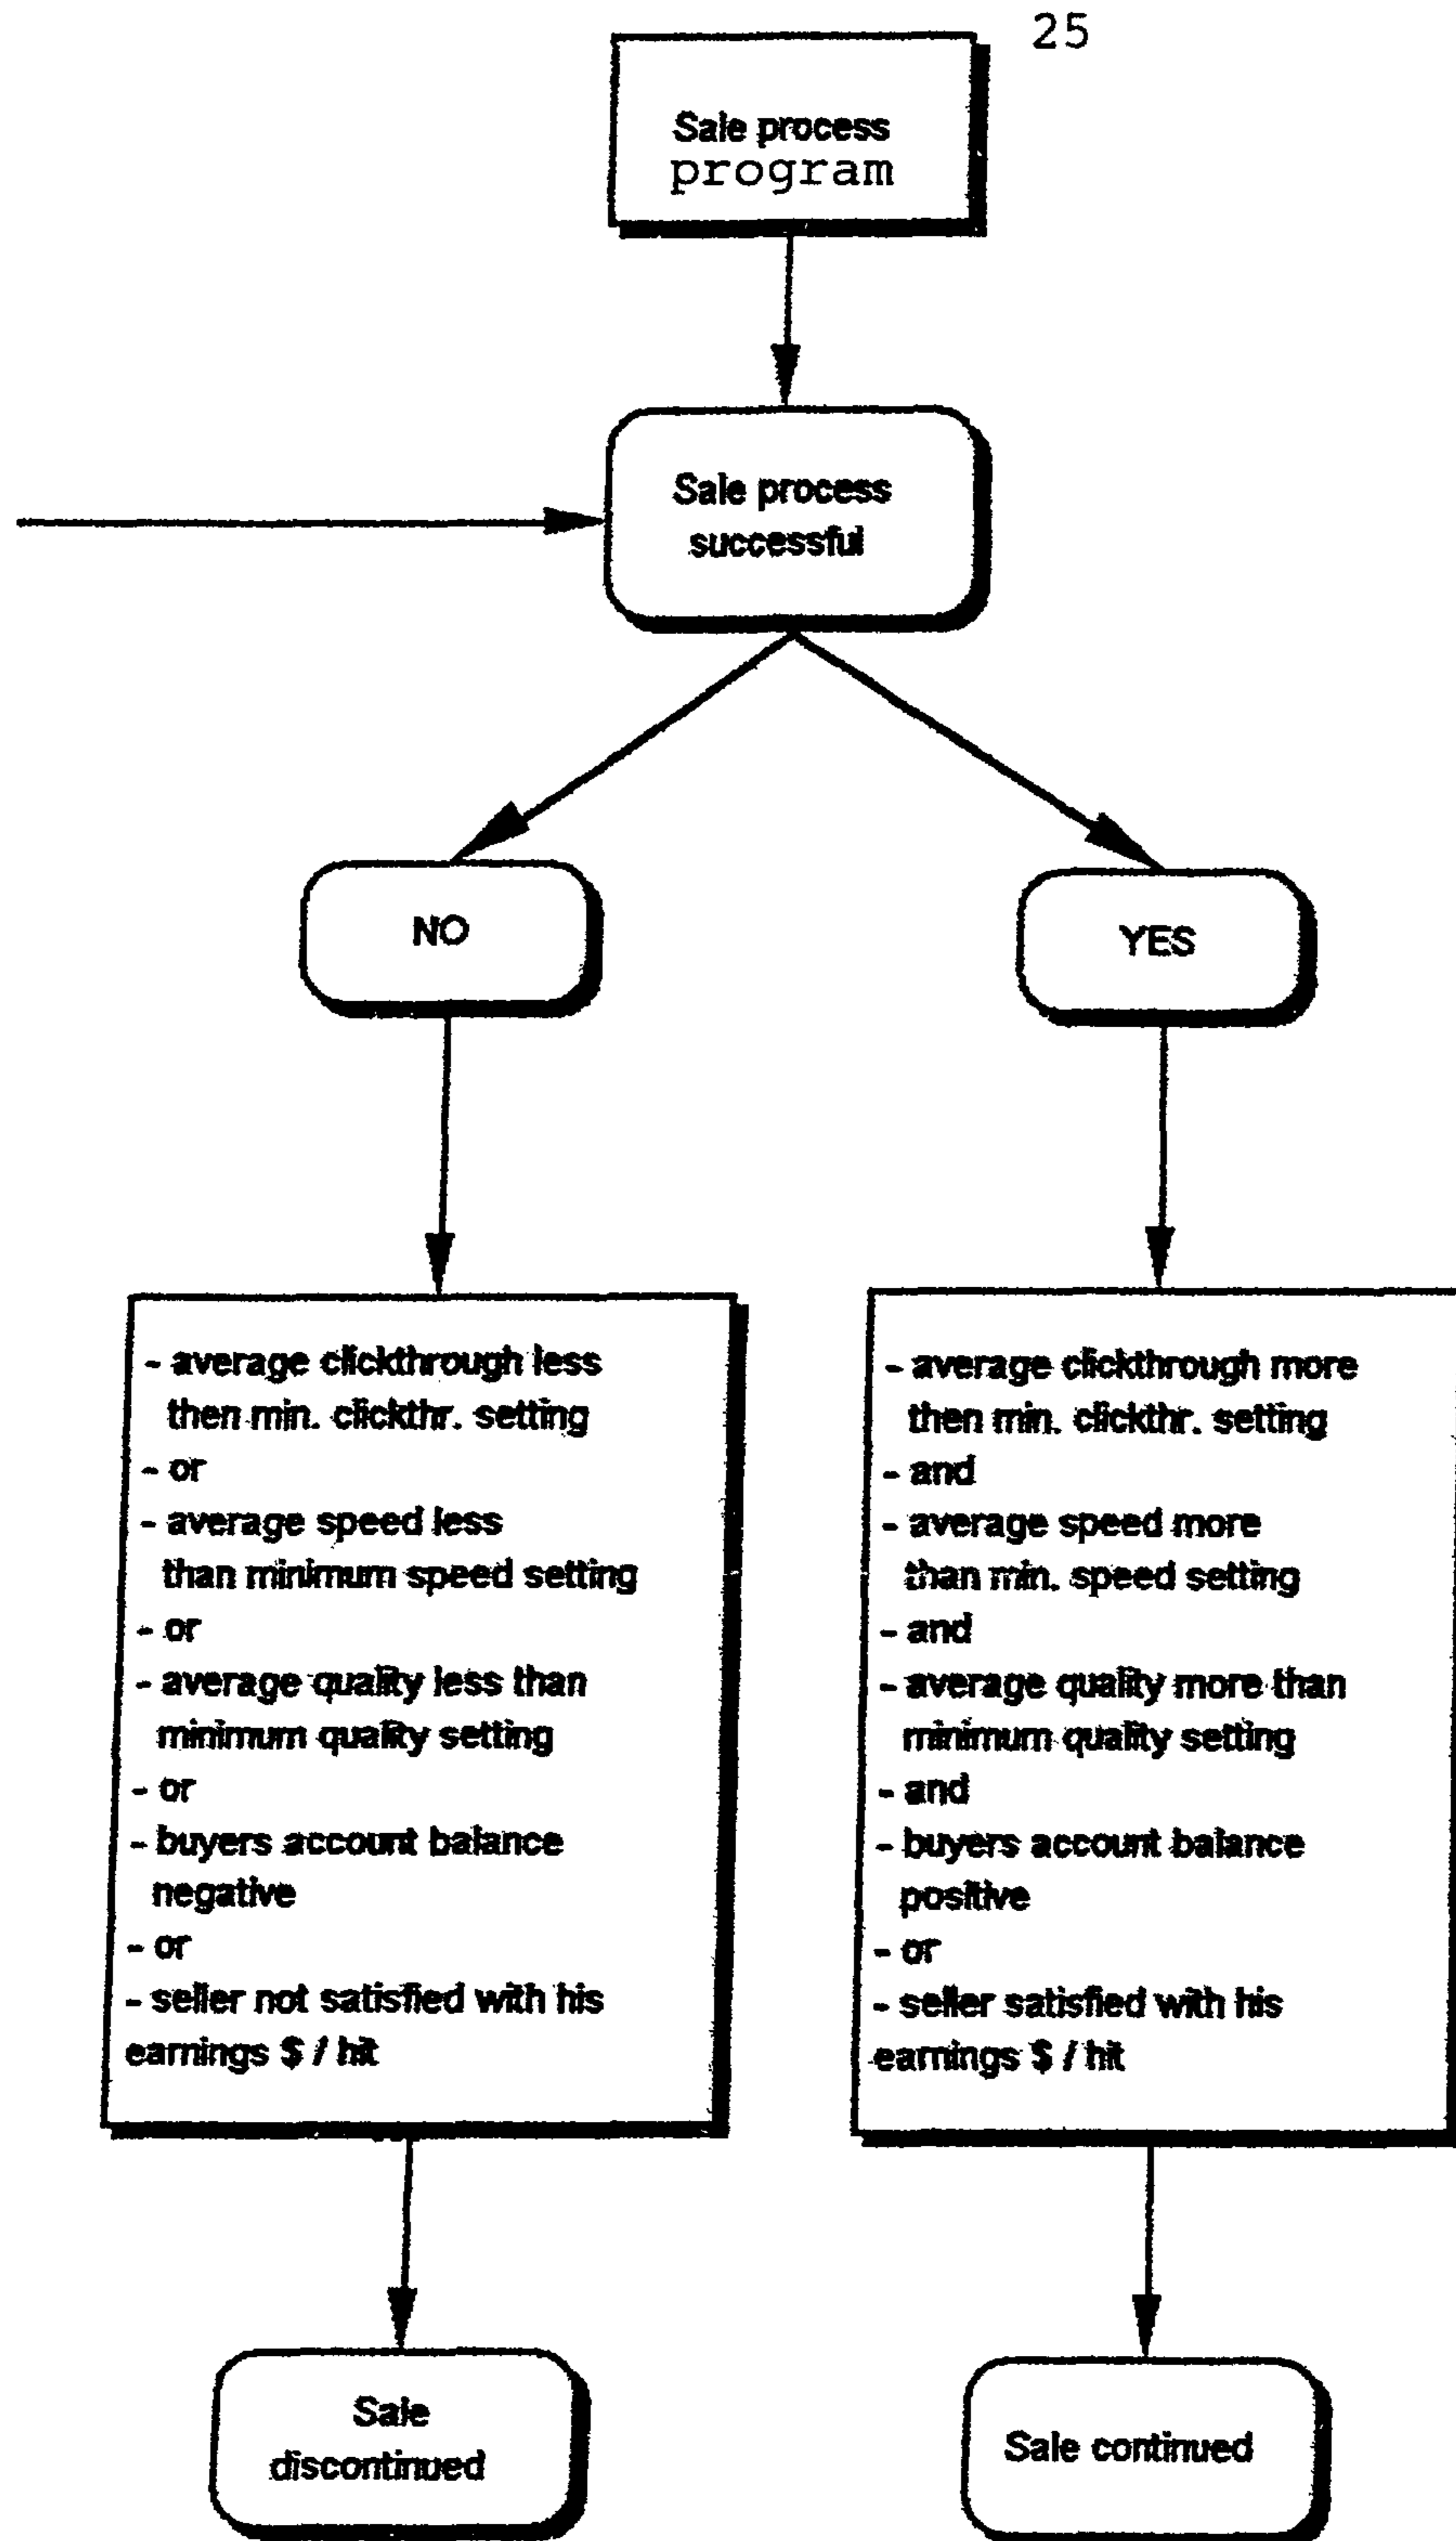 25
Sale process
program
Sale process
successful
NO
YES
- average clickthrough less
then min. clickthr. setting
- or
- average speed less
than minimum speed setting
- or
- average quality less than
minimum quality setting
- or
- buyers account balance
negative
- or
- seller not satisfied with his
earnings $ / hit
- average clickthrough more
then min. clickthr. setting
- and
- average speed more
than min. speed setting
- and
- average quality more than
minimum quality setting
- and
- buyers account balance
positive
- or
- seller satisfied with his
earnings $ / hit
Sale
discontinued
Sale continued